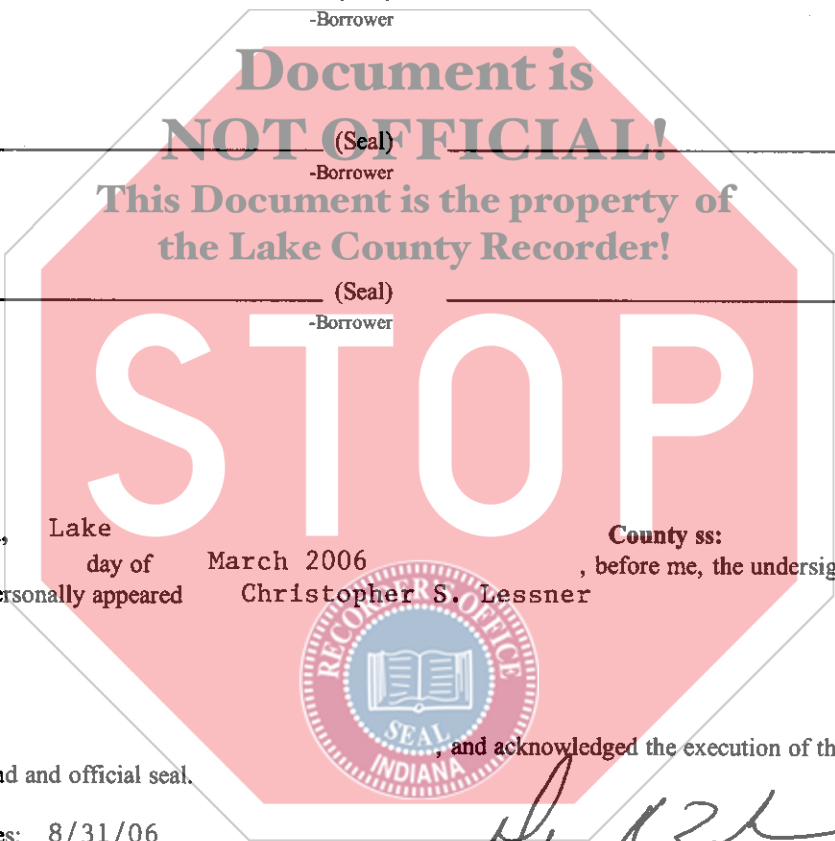 -Borrower
Document is
NOT OFFICIAL!
(Seal)
-Borrower
This Document is the property of
the Lake County Recorder!
(Seal)
-Borrower
STOP
Lake County ss:
day of March 2006 , before me, the undersig
ersonally appeared Christopher S. Lessner
RECORDER'S OFFICE
SEAL
INDIANA
, and acknowledged the execution of th
nd and official seal.
es: 8/31/06